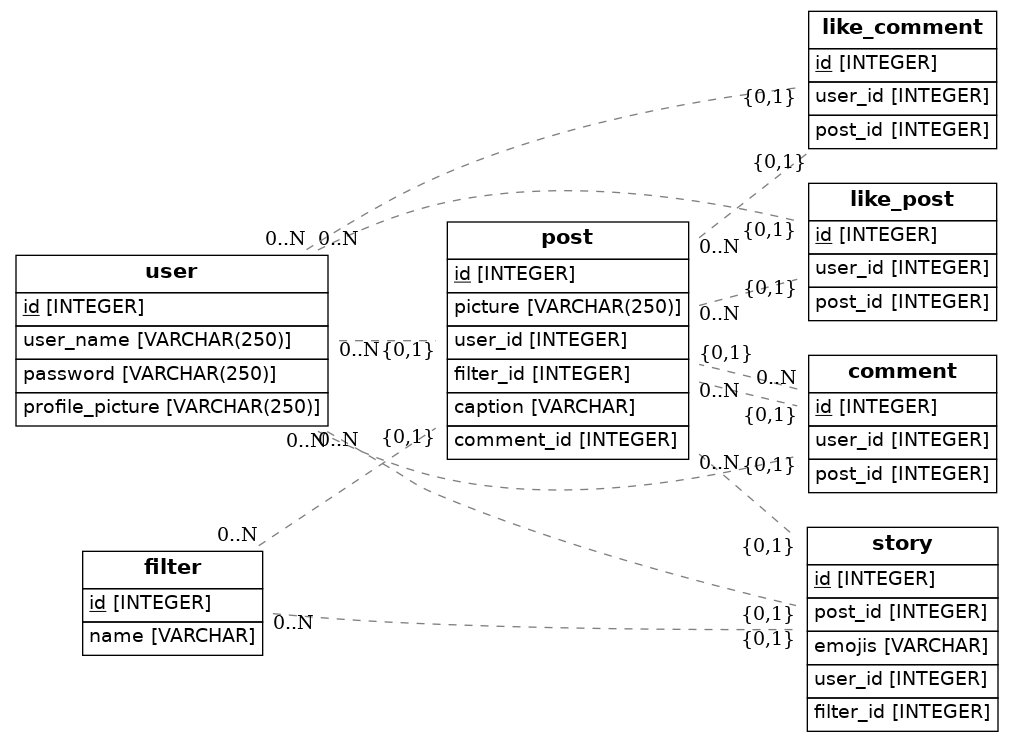 like_comment
id [INTEGER]
user_id [INTEGER]
post_id [INTEGER]
{0,1}
{0,1}
like_post
id [INTEGER]
user_id [INTEGER]
post_id [INTEGER]
{0,1}
{0,1}
0..N
0..N
user
id [INTEGER]
user_name [VARCHAR(250)]
password [VARCHAR(250)]
profile_picture [VARCHAR(250)]
0..N
{0,1}
0..N
0..N
post
id [INTEGER]
picture [VARCHAR(250)]
user_id [INTEGER]
filter_id [INTEGER]
caption [VARCHAR]
comment_id [INTEGER]
0..N
0..N
{0,1}
0..N
0..N
0..N
{0,1}
{0,1}
comment
id [INTEGER]
user_id [INTEGER]
post_id [INTEGER]
{0,1}
0..N
filter
id [INTEGER]
name [VARCHAR]
0..N
{0,1}
{0,1}
{0,1}
story
id [INTEGER]
post_id [INTEGER]
emojis [VARCHAR]
user_id [INTEGER]
filter_id [INTEGER]